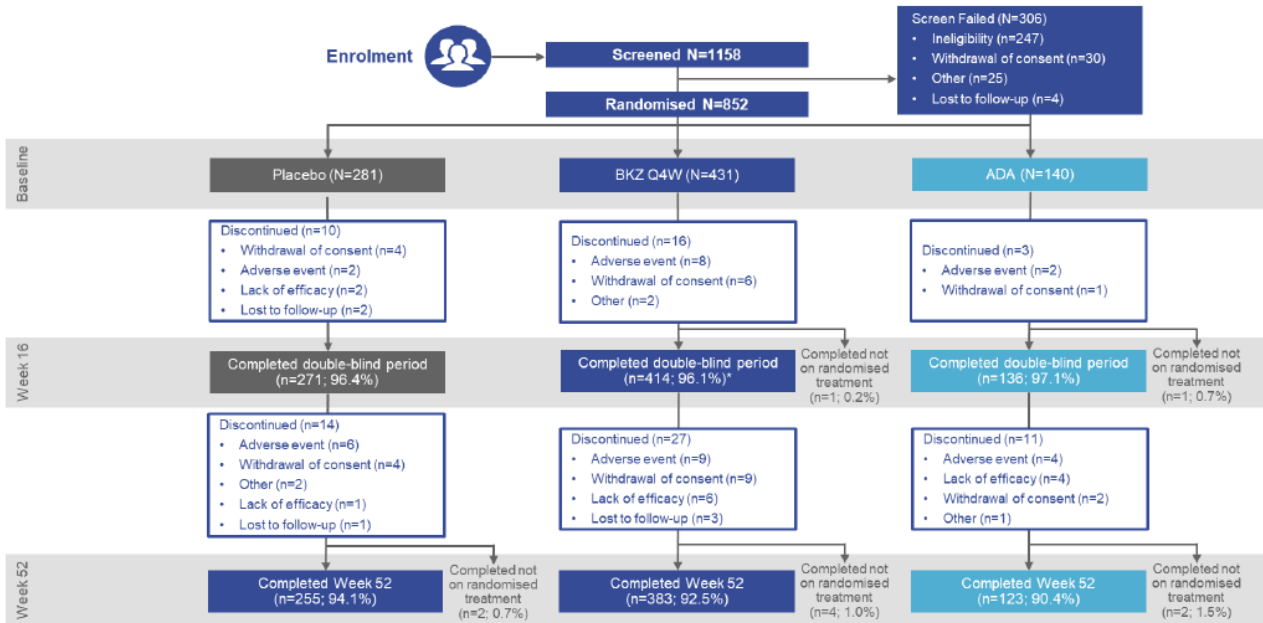 Enrolment
Screened N=1158
Screen Failed (N=306)
• Ineligibility (n=247)
• Withdrawal of consent (n=30)
• Other (n=25)
• Lost to follow-up (n=4)
Randomised N=852
Baseline
Placebo (N=281)
BKZ Q4W (N=431)
ADA (N=140)
Discontinued (n=10)
• Withdrawal of consent (n=4)
• Adverse event (n=2)
• Lack of efficacy (n=2)
• Lost to follow-up (n=2)
Discontinued (n=16)
• Adverse event (n=8)
• Withdrawal of consent (n=6)
• Other (n=2)
Discontinued (n=3)
• Adverse event (n=2)
• Withdrawal of consent (n=1)
Week 16
Completed double-blind period
(n=271; 96.4%)
Completed double-blind period
(n=414; 96.1%)*
Completed not
on randomised
treatment
(n=1; 0.2%)
Completed double-blind period
(n=136; 97.1%)
Completed not
on randomised
treatment
(n=1; 0.7%)
Discontinued (n=14)
• Adverse event (n=6)
• Withdrawal of consent (n=4)
• Other (n=2)
• Lack of efficacy (n=1)
• Lost to follow-up (n=1)
Discontinued (n=27)
• Adverse event (n=9)
• Withdrawal of consent (n=9)
• Lack of efficacy (n=6)
• Lost to follow-up (n=3)
Discontinued (n=11)
• Adverse event (n=4)
• Lack of efficacy (n=4)
• Withdrawal of consent (n=2)
• Other (n=1)
Week 52
Completed Week 52
(n=255; 94.1%)
Completed not
on randomised
treatment
(n=2; 0.7%)
Completed Week 52
(n=383; 92.5%)
Completed not
on randomised
treatment
(n=4; 1.0%)
Completed Week 52
(n=123; 90.4%)
Completed not
on randomised
treatment
(n=2; 1.5%)